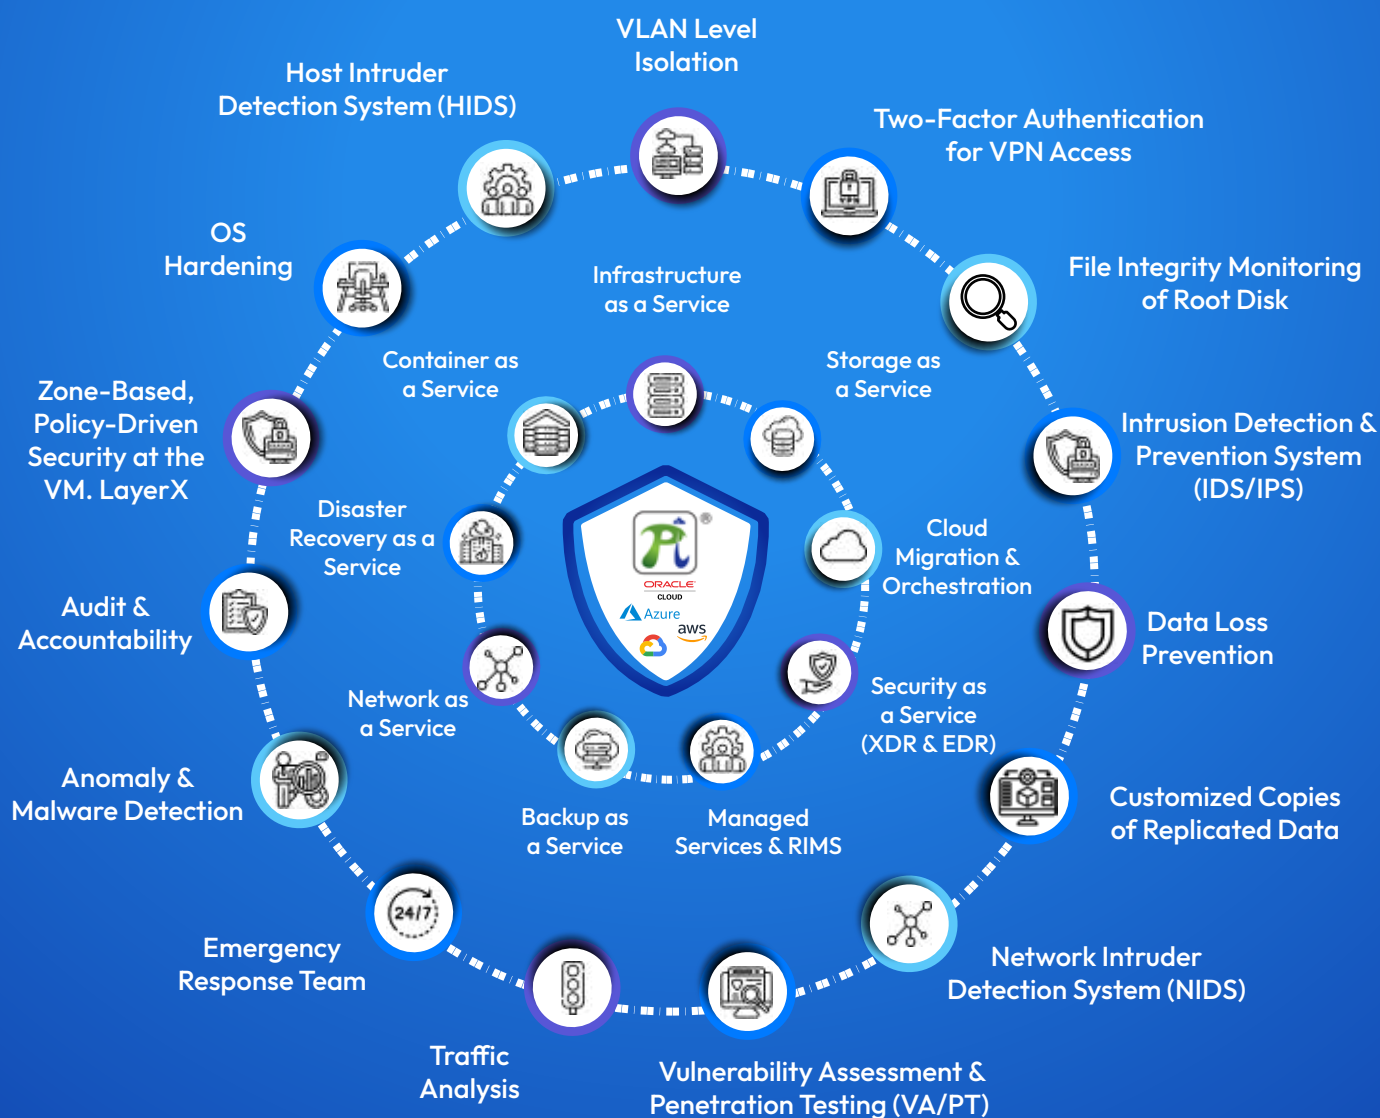 VLAN Level
Isolation
Host Intruder
Detection System (HIDS)
Two-Factor Authentication
for VPN Access
OS
Hardening
File Integrity Monitoring
of Root Disk
Infrastructure
as a Service
Container as
a Service
Storage as
a Service
Zone-Based,
Policy-Driven
Security at the
VM. LayerX
Intrusion Detection &
Prevention System
(IDS/IPS)
Disaster
Recovery as a
Service
Cloud
Migration &
Orchestration
Pi
®
ORACLE
CLOUD
Azure
aws
VPN
Audit &
Accountability
Data Loss
Prevention
Network as
a Service
Security as
a Service
(XDR & EDR)
Anomaly &
Malware Detection
Customized Copies
of Replicated Data
Backup as
a Service
Managed
Services & RIMS
24/7
Emergency
Response Team
Network Intruder
Detection System (NIDS)
Traffic
Analysis
Vulnerability Assessment &
Penetration Testing (VA/PT)